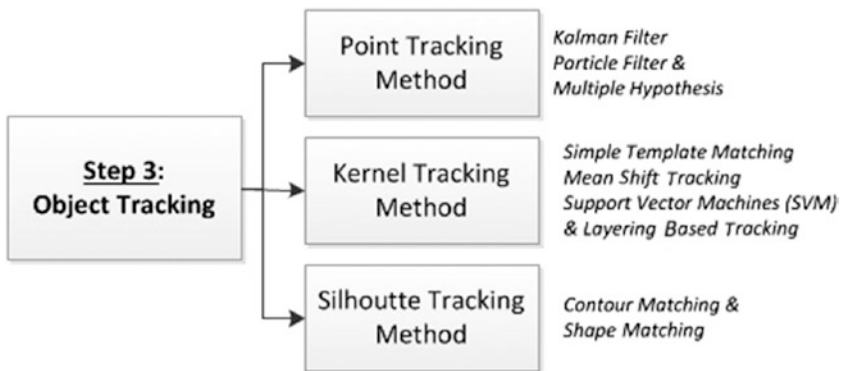 Step 3:
Object Tracking
Point Tracking
Method
Kalman Filter
Particle Filter &
Multiple Hypothesis
Kernel Tracking
Method
Simple Template Matching
Mean Shift Tracking
Support Vector Machines (SVM)
& Layering Based Tracking
Silhoutte Tracking
Method
Contour Matching &
Shape Matching